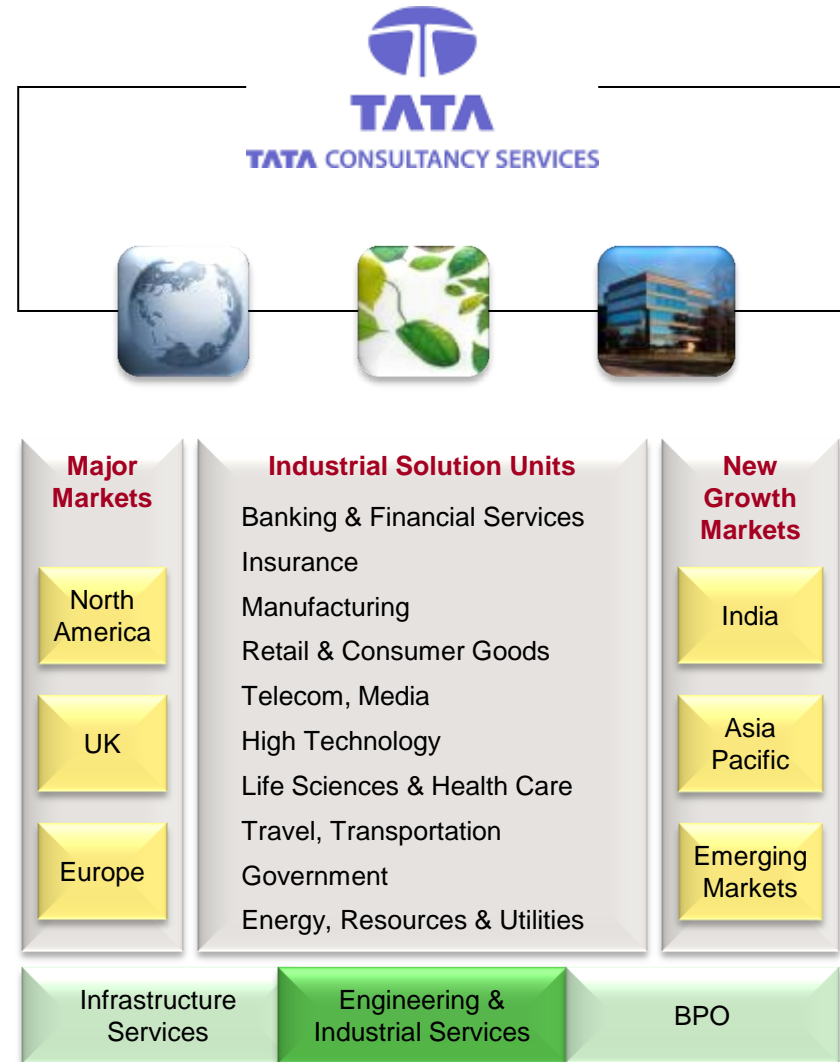 TATA
TATA CONSULTANCY SERVICES
Major
Markets
North
America
UK
Europe
Industrial Solution Units
Banking & Financial Services
Insurance
Manufacturing
Retail & Consumer Goods
Telecom, Media
High Technology
Life Sciences & Health Care
Travel, Transportation
Government
Energy, Resources & Utilities
New
Growth
Markets
India
Asia
Pacific
Emerging
Markets
Infrastructure
Services
Engineering &
Industrial Services
BPO